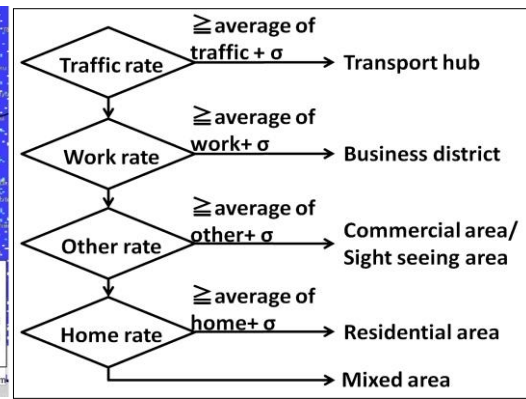 ≧average of
traffic+ σ
Traffic rate
Transport hub
≧average of
work+ σ
Work rate
Business district
≧average of
other+ σ
Other rate
Commercial area/
Sight seeing area
≧average of
home+ σ
Home rate
Residential area
Mixed area